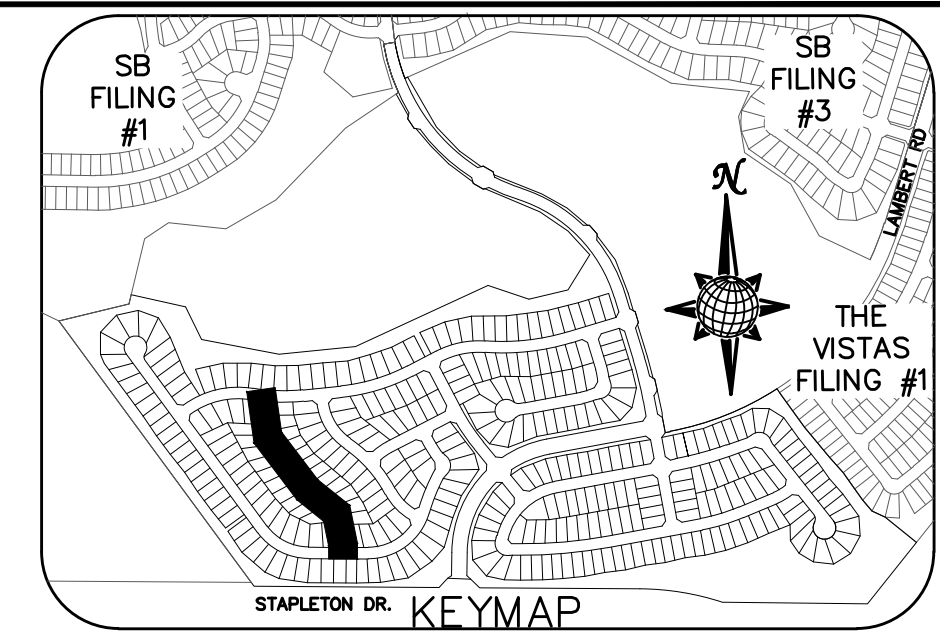 SB
FILING
#1
SB
FILING
#3
LAMBERT RD
N
THE
VISTAS
FILING #1
STAPLETON DR.
KEYMAP